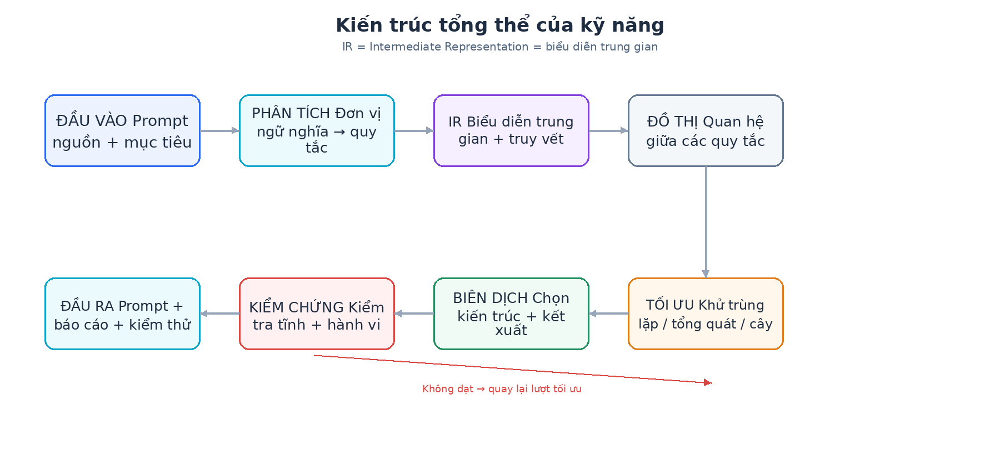 Kiến trúc tổng thể của kỹ năng
IR = Intermediate Representation = biểu diễn trung gian
ĐẦU VÀO Prompt
nguồn + mục tiêu
PHÂN TÍCH Đơn vị
ngữ nghĩa → quy
tắc
IR Biểu diễn trung
gian + truy vết
ĐỒ THỊ Quan hệ
giữa các quy tắc
ĐẦU RA Prompt +
báo cáo + kiểm thử
KIỂM CHỨNG Kiểm
tra tĩnh + hành vi
BIÊN DỊCH Chọn
kiến trúc + kết
xuất
TỐI ƯU Khử trùng
lặp / tổng quát / cây
Không đạt → quay lại lượt tối ưu